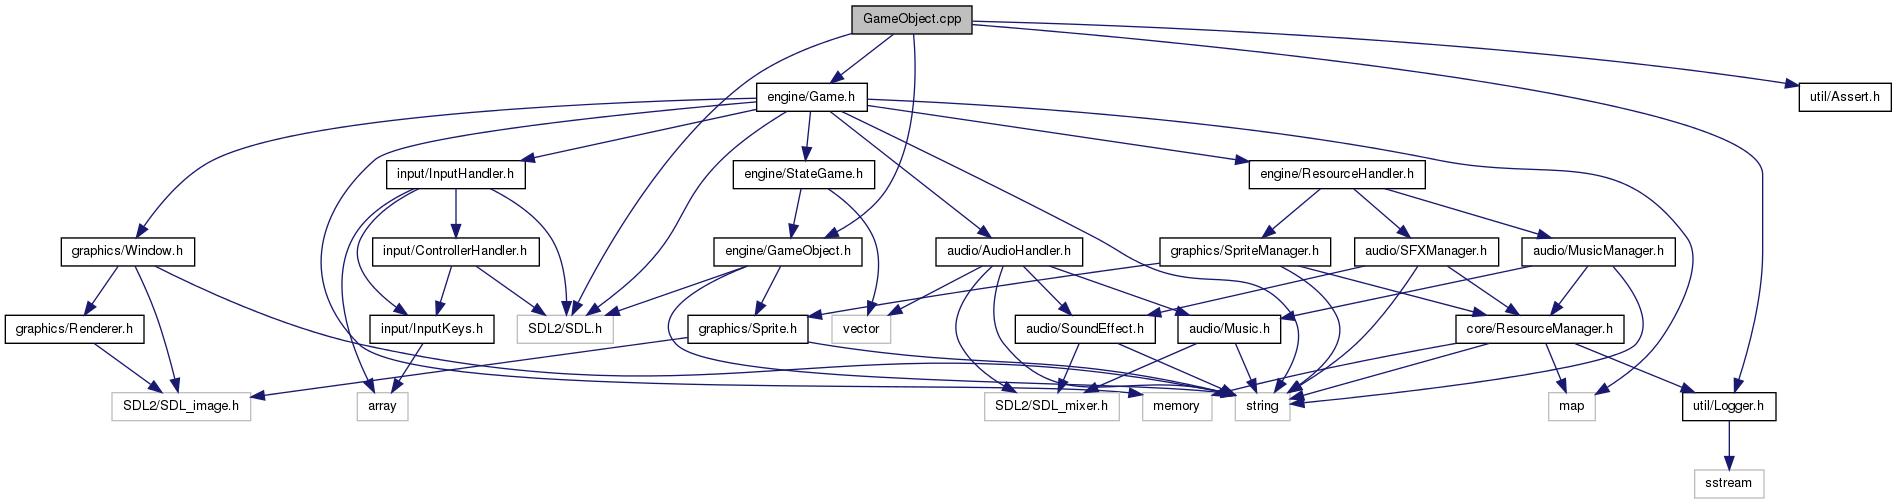 GameObject.cpp
engine/Game.h
util/Assert.h
input/InputHandler.h
engine/StateGame.h
engine/ResourceHandler.h
graphics/Window.h
input/ControllerHandler.h
engine/GameObject.h
audio/AudioHandler.h
graphics/SpriteManager.h
audio/SFXManager.h
audio/MusicManager.h
graphics/Renderer.h
input/InputKeys.h
SDL2/SDL.h
graphics/Sprite.h
vector
audio/SoundEffect.h
audio/Music.h
core/ResourceManager.h
SDL2/SDL_image.h
array
SDL2/SDL_mixer.h
memory
string
map
util/Logger.h
sstream